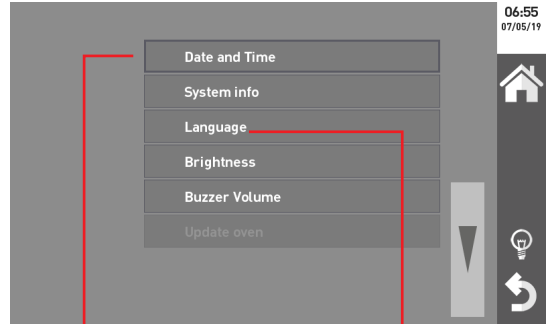 06:55
07/05/19
Date and Time
System info
Language
Brightness
Buzzer Volume
Update oven